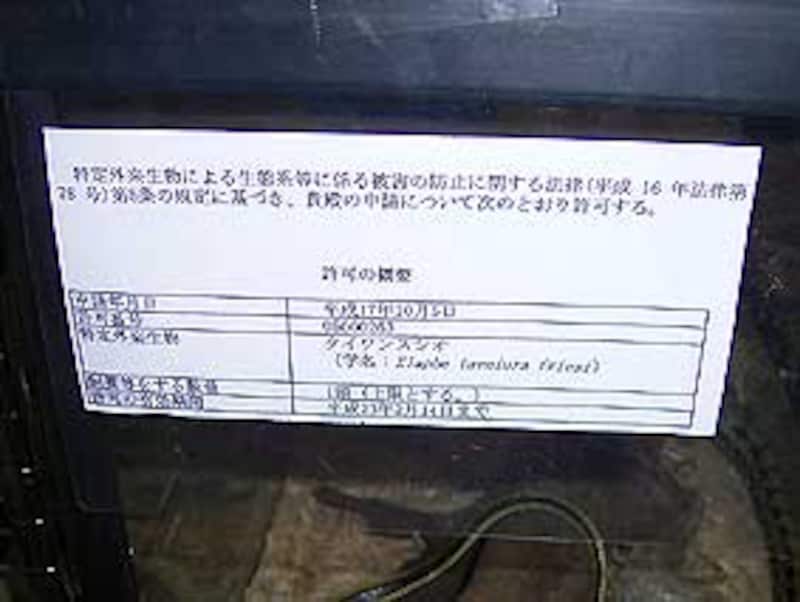 特定外来生物による生態系等に係る被害の防止に関する法律(平成 16 年法律第
78 号)第5条の規定に基づき、貴殿の申請について次のとおり許可する。
許可の概要
申請年月日 平成17年10月5日
許可番号
特定外来生物 タイワンスジオ
(学名:Elaphe taeniura friesi)
飼養等をする数量 1頭(上限とする。)
許可の有効期間 平成23年2月14日まで